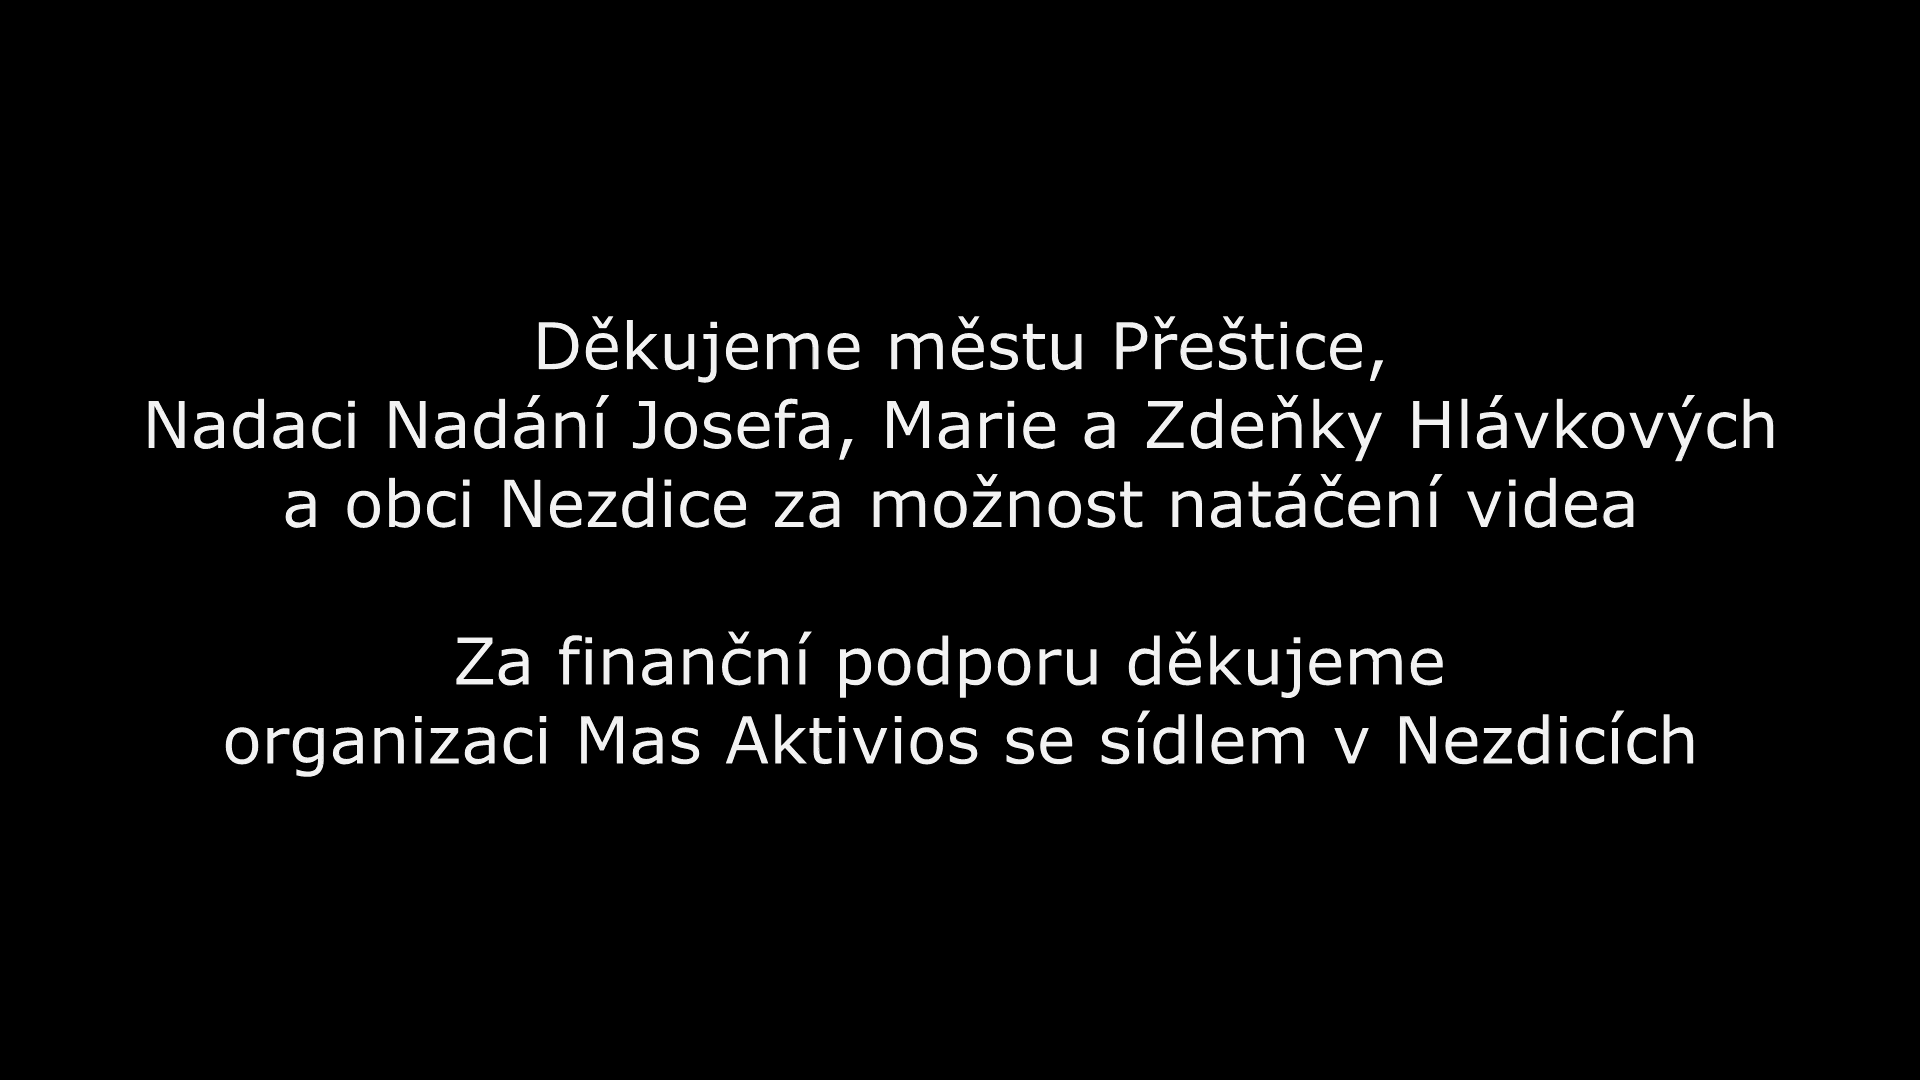 Děkujeme městu Přeštice,
Nadaci Nadání Josefa, Marie a Zdeňky Hlávkových
a obci Nezdice za možnost natáčení videa
Za finanční podporu děkujeme
organizaci Mas Aktivios se sídlem v Nezdicích